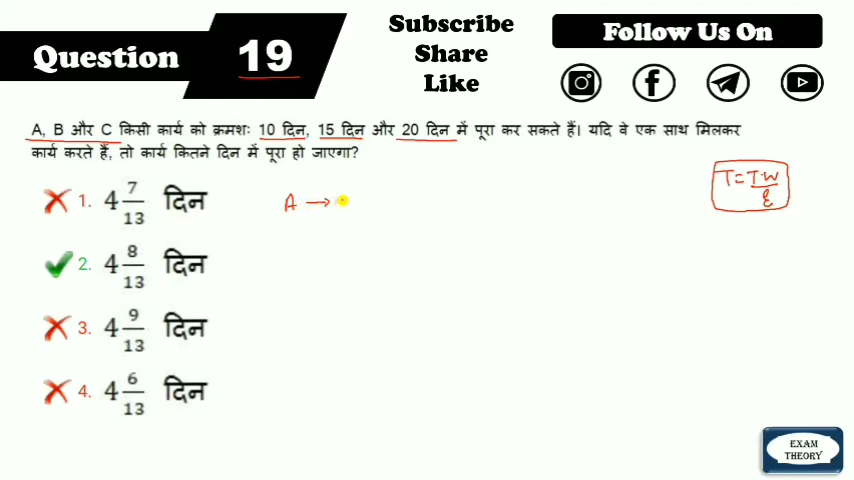 Question 19
Subscribe
Share
Like
Follow Us On
A, B और C किसी कार्य को क्रमशः 10 दिन, 15 दिन और 20 दिन में पूरा कर सकते हैं। यदि वे एक साथ मिलकर
कार्य करते हैं, तो कार्य कितने दिन में पूरा हो जाएगा?
T = TW/E
1. 4 7/13 दिन
A →
2. 4 8/13 दिन
3. 4 9/13 दिन
4. 4 6/13 दिन
EXAM
THEORY